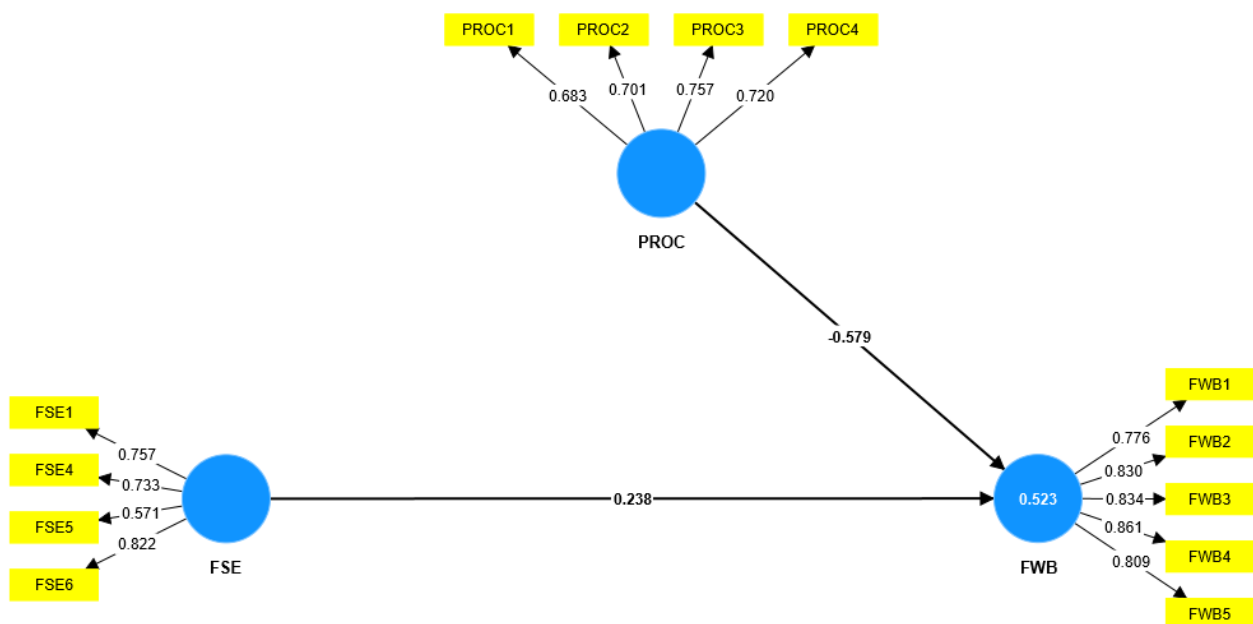 PROC1 PROC2 PROC3 PROC4
0.683 0.701 0.757 0.720
PROC
-0.579
FSE1
FSE4
FSE5
FSE6
0.757
0.733
0.571
0.822
FSE
0.238
0.523
FWB
0.776
0.830
0.834
0.861
0.809
FWB1
FWB2
FWB3
FWB4
FWB5